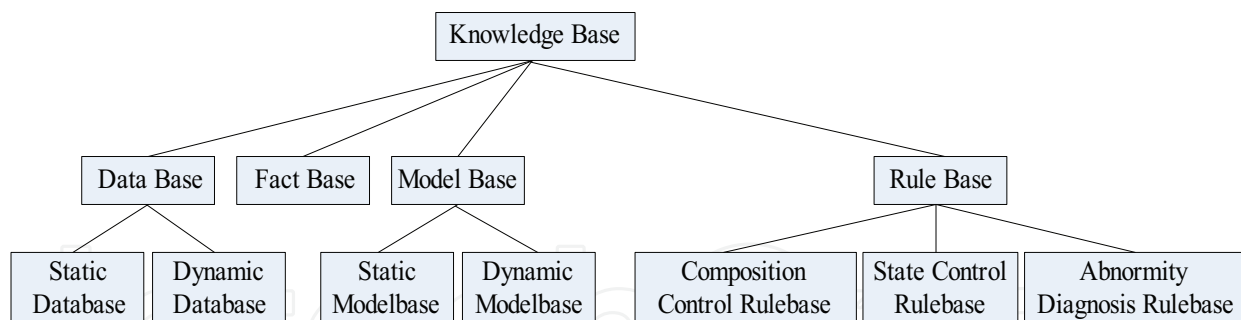 Knowledge Base
Data Base
Fact Base
Model Base
Rule Base
Static
Database
Dynamic
Database
Static
Modelbase
Dynamic
Modelbase
Composition
Control Rulebase
State Control
Rulebase
Abnormity
Diagnosis Rulebase